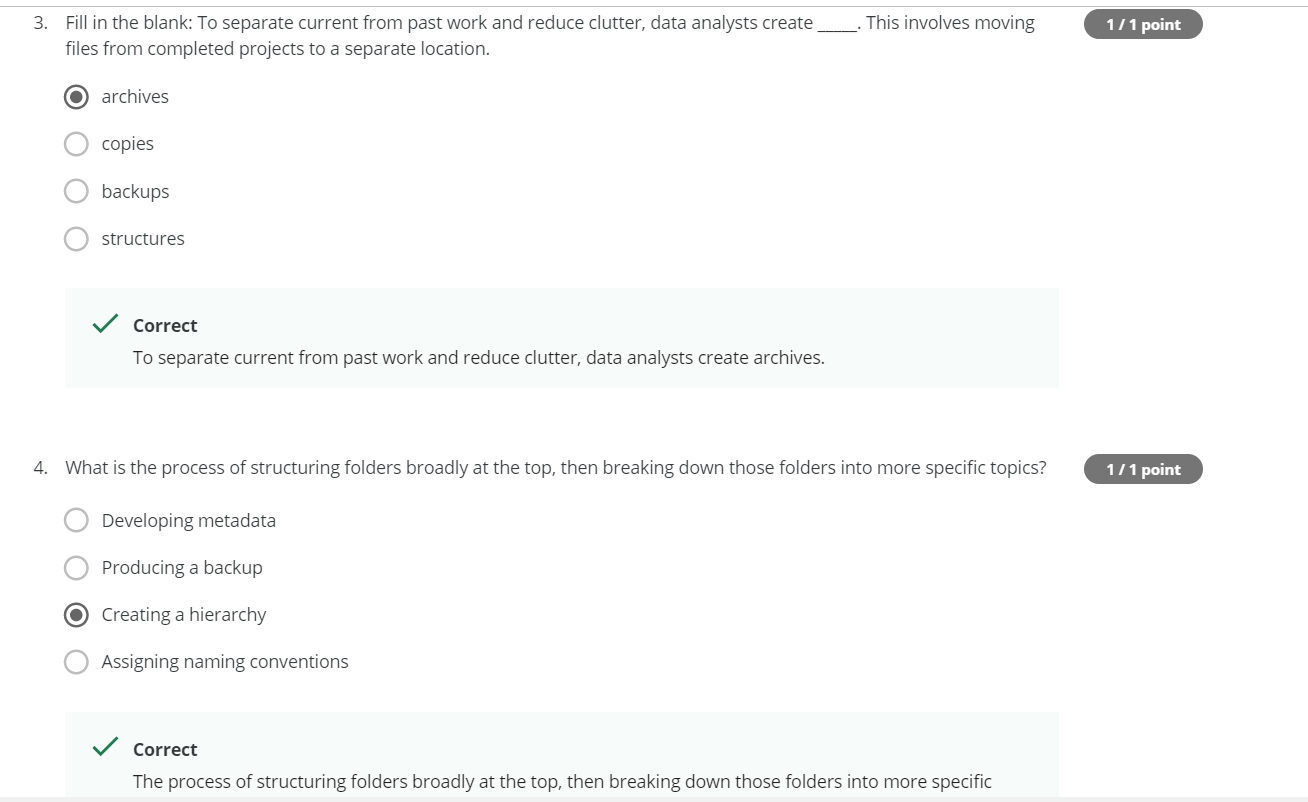 3. Fill in the blank: To separate current from past work and reduce clutter, data analysts create _____. This involves moving 1 / 1 point
files from completed projects to a separate location.
archives
copies
backups
structures
Correct
To separate current from past work and reduce clutter, data analysts create archives.
4. What is the process of structuring folders broadly at the top, then breaking down those folders into more specific topics? 1 / 1 point
Developing metadata
Producing a backup
Creating a hierarchy
Assigning naming conventions
Correct
The process of structuring folders broadly at the top, then breaking down those folders into more specific